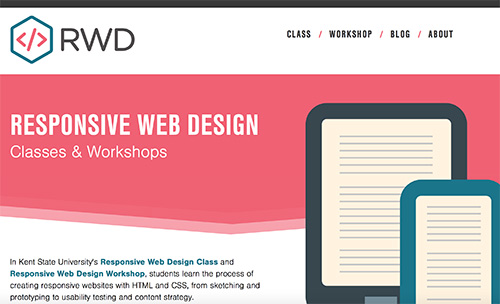 </> RWD
CLASS / WORKSHOP / BLOG / ABOUT
RESPONSIVE WEB DESIGN
Classes & Workshops
In Kent State University's Responsive Web Design Class and
Responsive Web Design Workshop, students learn the process of
creating responsive websites with HTML and CSS, from sketching and
prototyping to usability testing and content strategy.